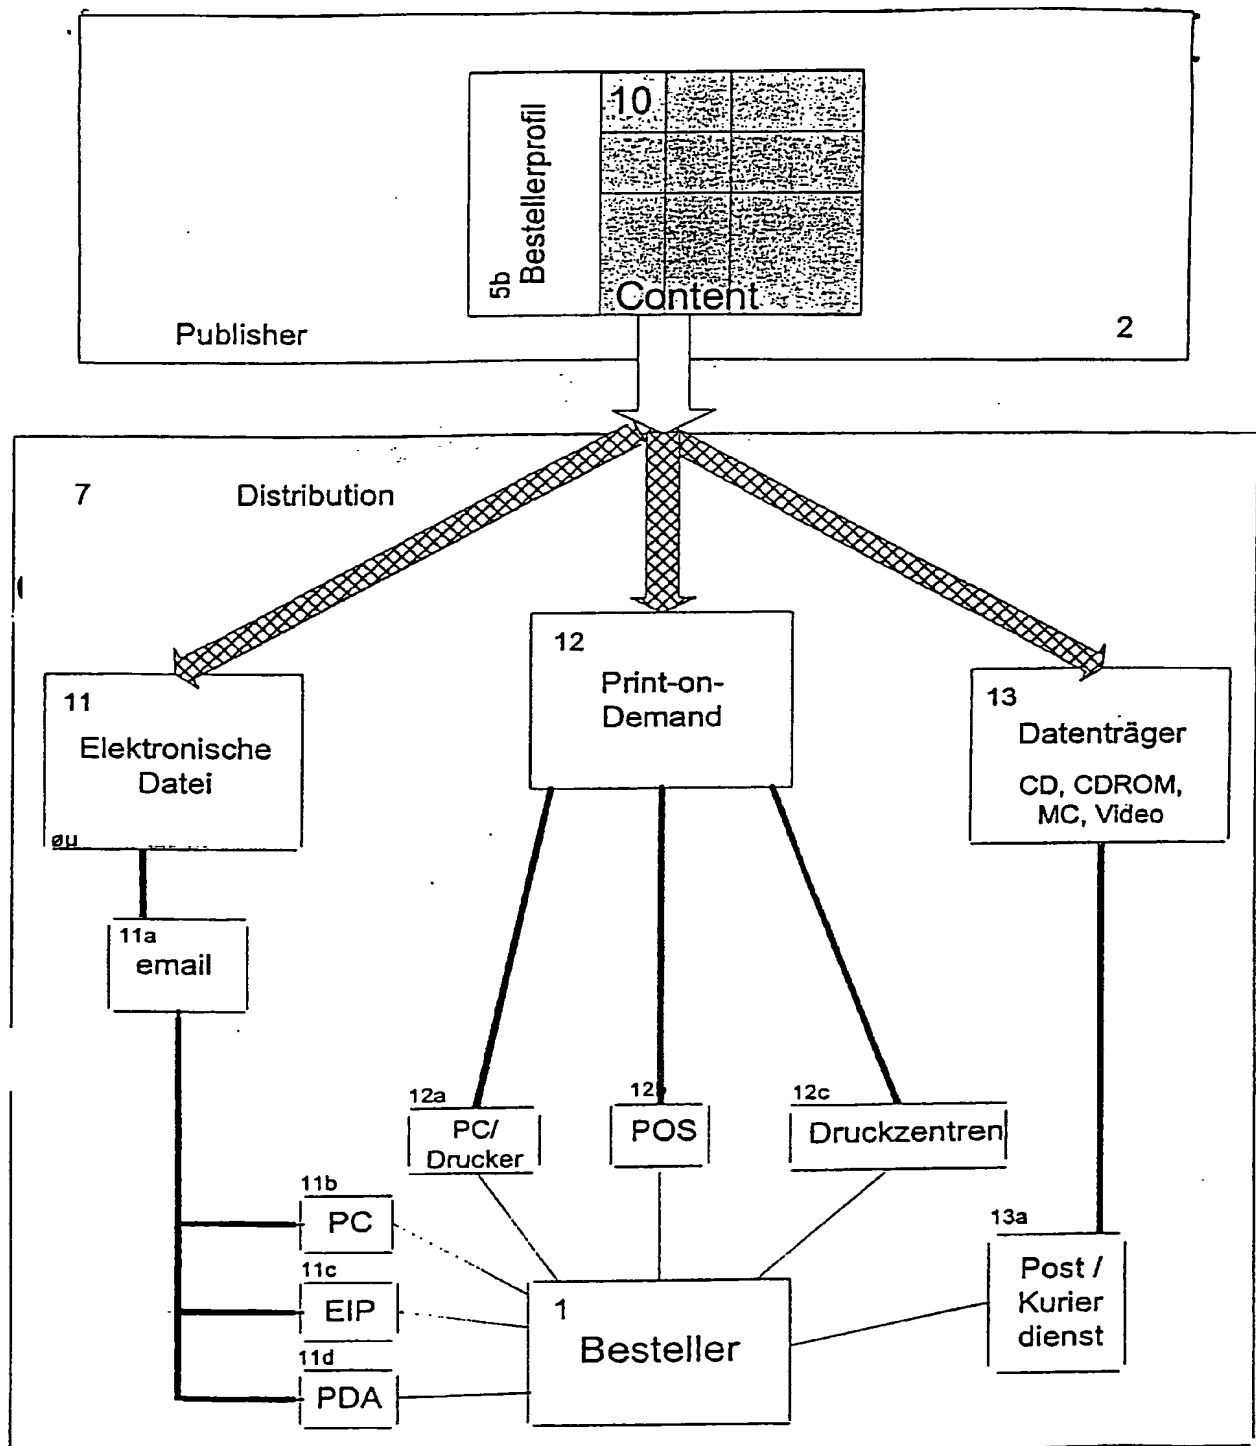 10
5b
Bestellerprofil
Content
Publisher
2
7
Distribution
11
Elektronische
Datei
12
Print-on-
Demand
13
Datenträger
CD, CDROM,
MC, Video
11a
email
12a
PC/
Drucker
POS
12c
Druckzentren
11b
PC
11c
EIP
11d
PDA
1
Besteller
13a
Post /
Kurier
dienst